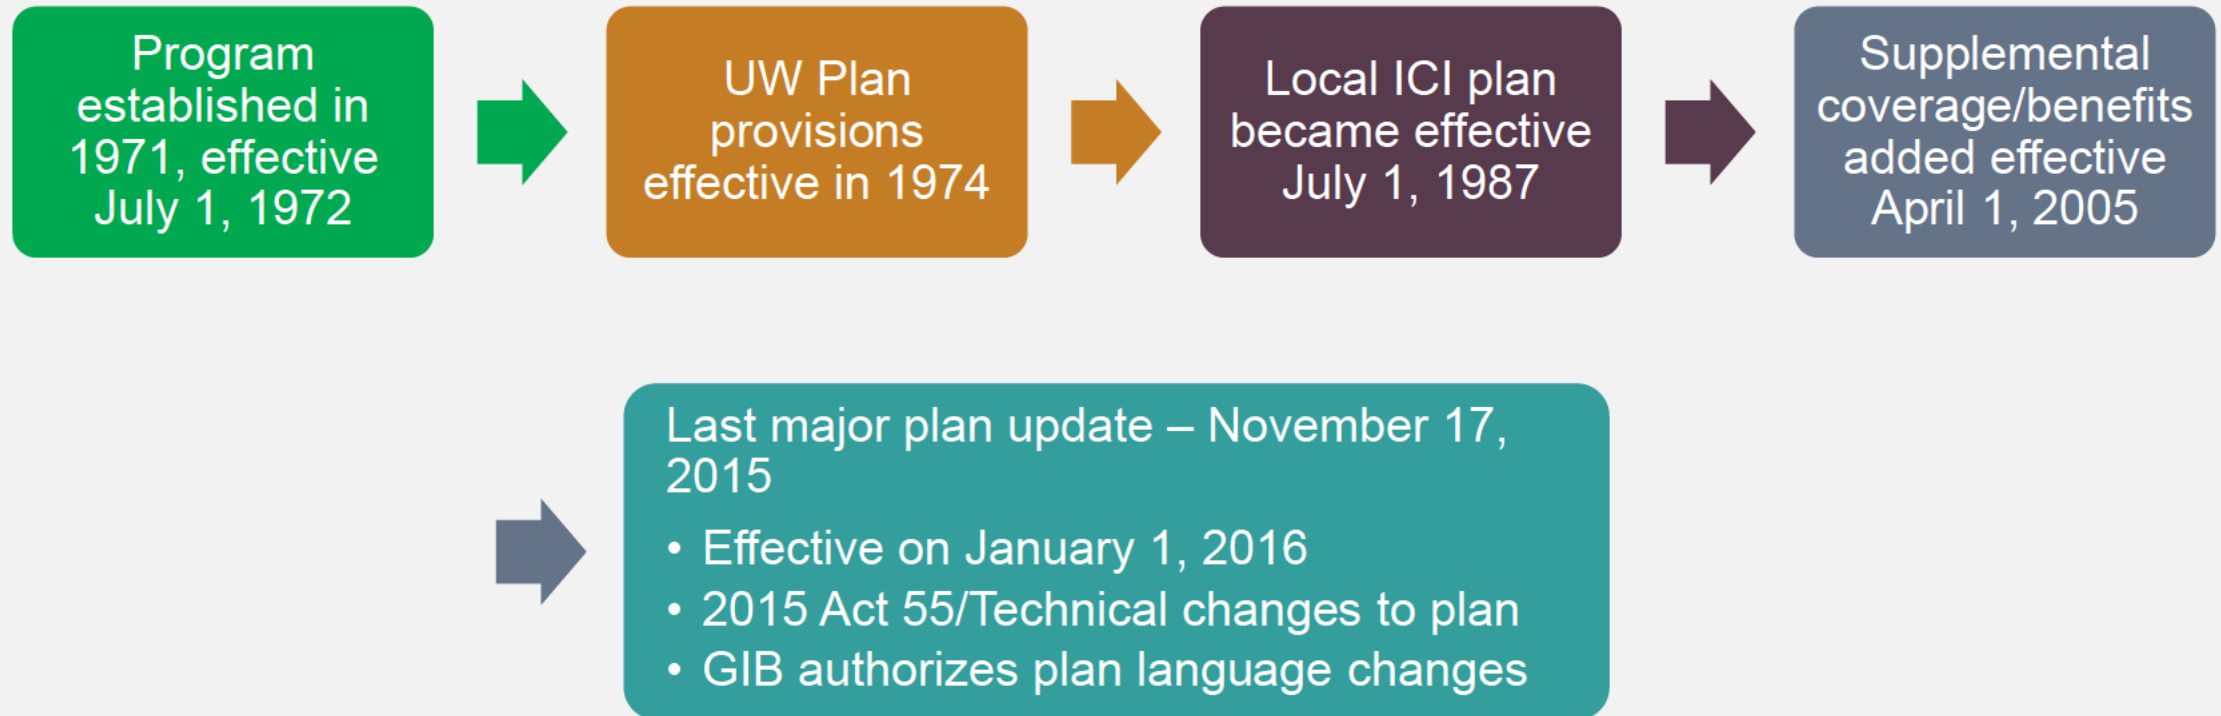 Program
established in
1971, effective
July 1, 1972
UW Plan
provisions
effective in 1974
Local ICI plan
became effective
July 1, 1987
Supplemental
coverage/benefits
added effective
April 1, 2005
Last major plan update – November 17,
2015
• Effective on January 1, 2016
• 2015 Act 55/Technical changes to plan
• GIB authorizes plan language changes